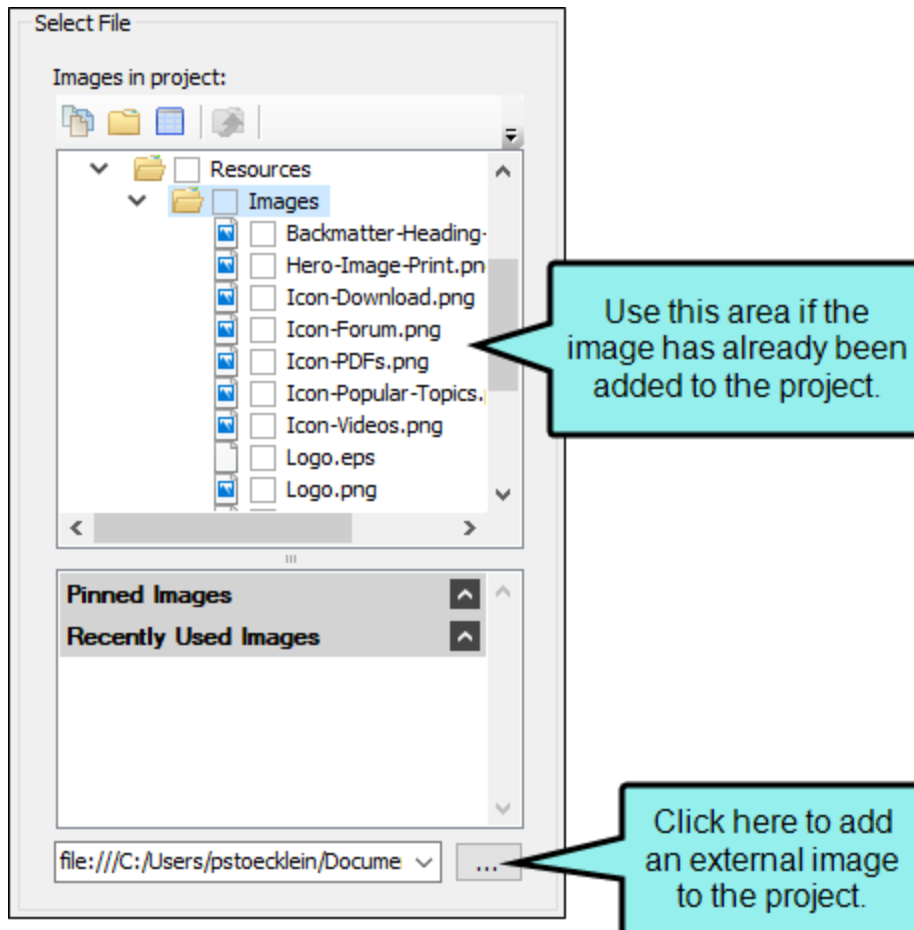 Select File
Images in project:
Resources
Images
Backmatter-Heading-
Hero-Image-Print.pn
Icon-Download.png
Icon-Forum.png
Icon-PDFs.png
Icon-Popular-Topics.
Icon-Videos.png
Logo.eps
Logo.png
Use this area if the
image has already been
added to the project.
Pinned Images
Recently Used Images
file:///C:/Users/pstoecklein/Docume
...
Click here to add
an external image
to the project.